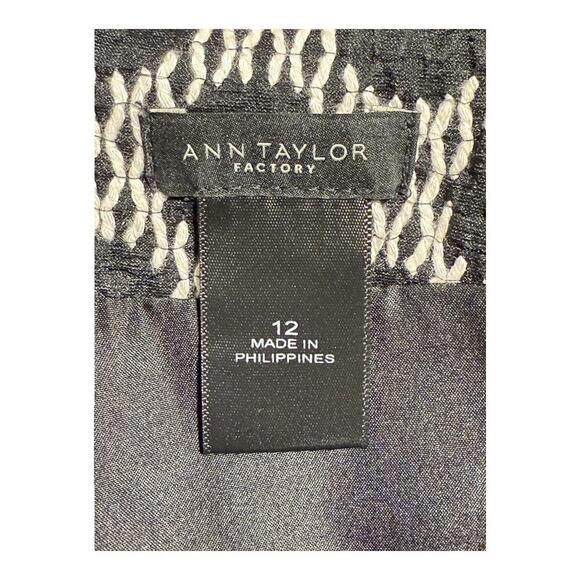 ANN TAYLOR
FACTORY
12
MADE IN
PHILIPPINES